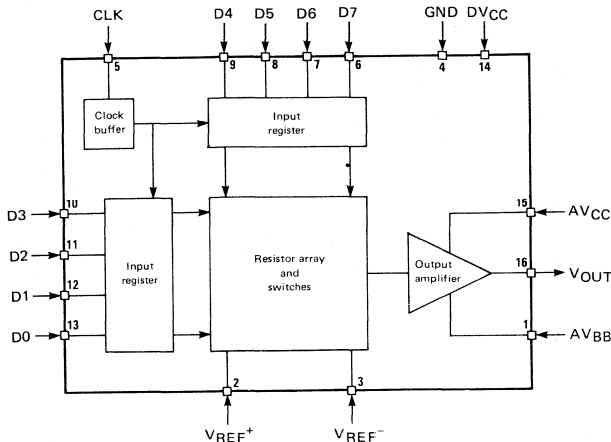 CLK D4 D5 D6 D7 GND DVCC
5 9 8 7 6 4 14
Clock
buffer
Input
register
D3 10
D2 11
D1 12
D0 13
Input
register
Resistor array
and
switches
Output
amplifier
15 AVCC
16 VOUT
1 AVBB
2 3
VREF+ VREF−